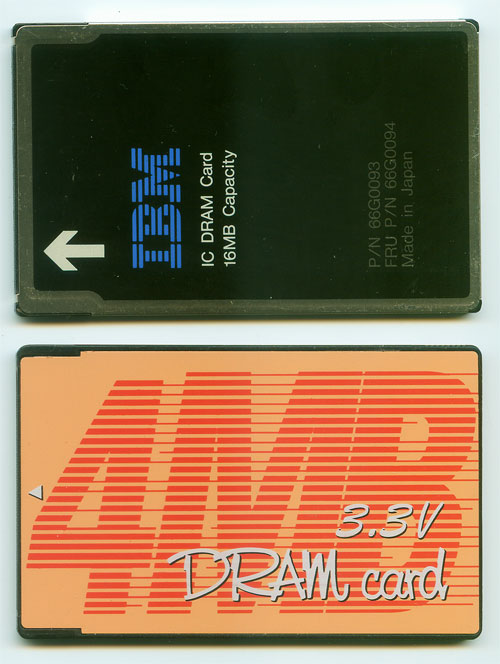 IBM
IC DRAM Card
16MB Capacity
P/N 66G0093
FRU P/N 66G0094
Made in Japan
4MB
3.3V
DRAM card